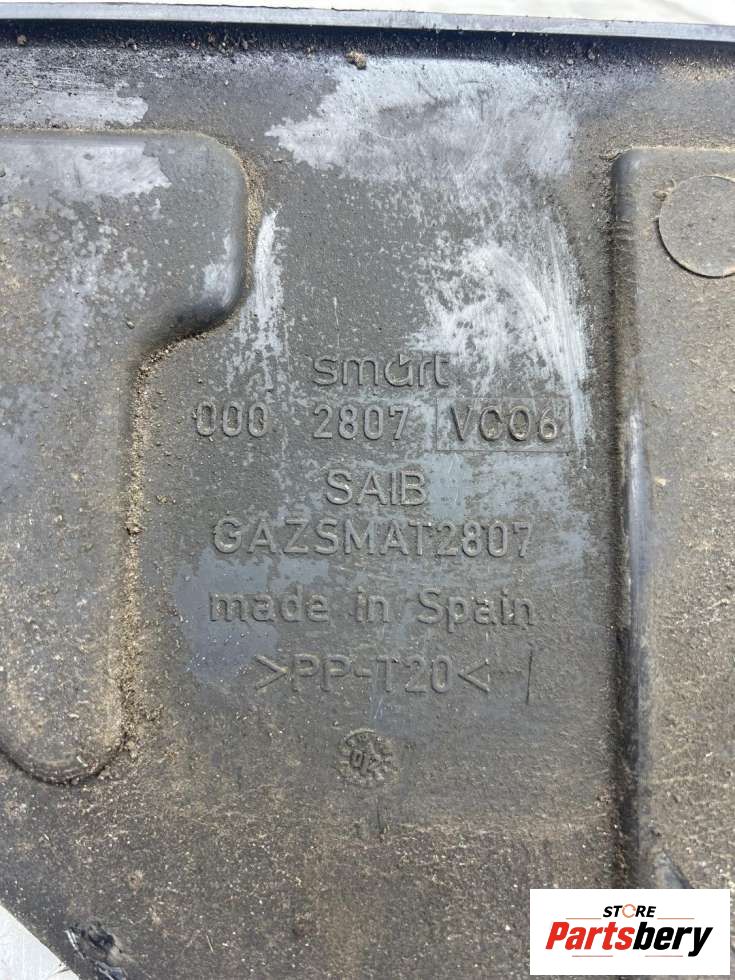 smart
000 2807 VC06
SAIB
GAZSMAT2807
made in Spain
>PP-T20<
STORE
Partsbery